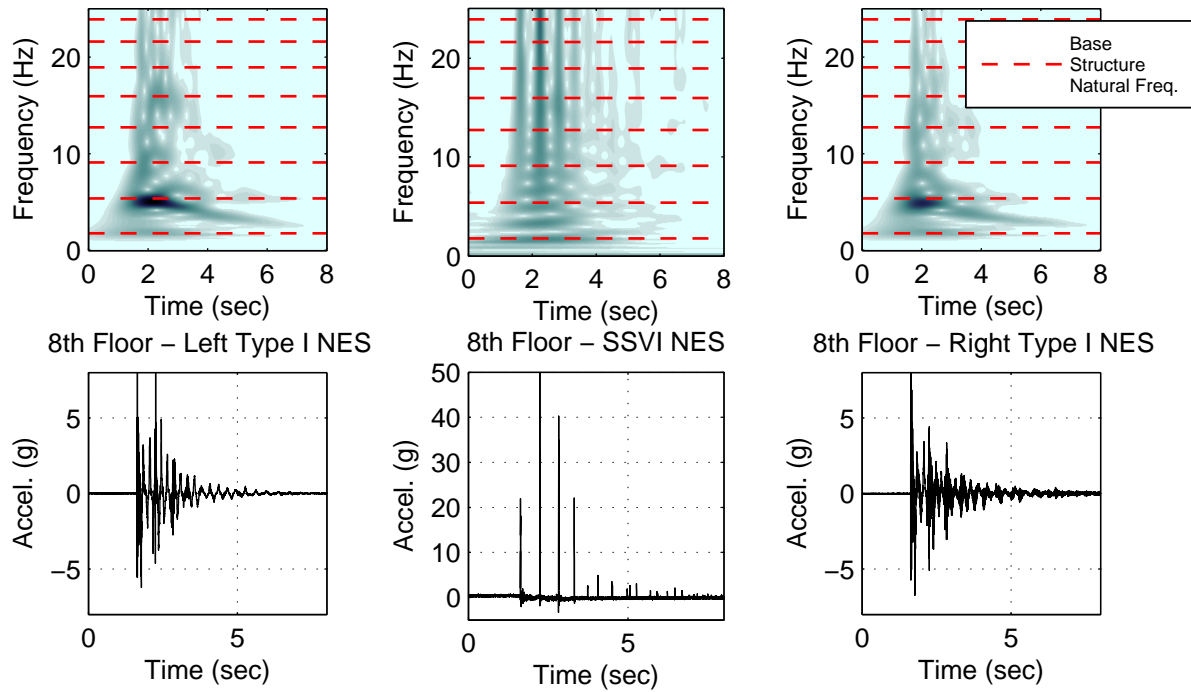 Frequency (Hz)
20
10
0
0 2 4 6 8
Time (sec)
Frequency (Hz)
20
10
0
0 2 4 6 8
Time (sec)
Frequency (Hz)
20
10
0
0 2 4 6 8
Time (sec)
Base
Structure
Natural Freq.
8th Floor – Left Type I NES
Accel. (g)
5
0
−5
0 5
Time (sec)
8th Floor – SSVI NES
Accel. (g)
50
40
30
20
10
0
0 5
Time (sec)
8th Floor – Right Type I NES
Accel. (g)
5
0
−5
0 5
Time (sec)